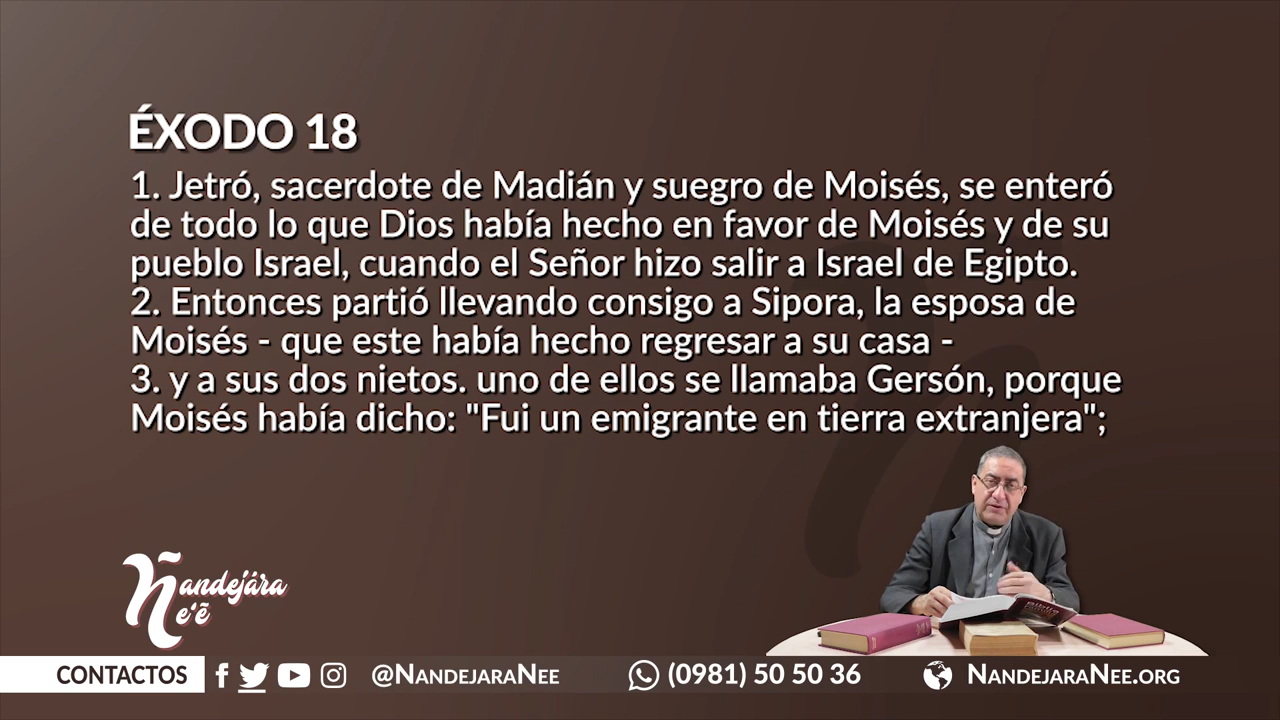 ÉXODO 18
1. Jetró, sacerdote de Madián y suegro de Moisés, se enteró
de todo lo que Dios había hecho en favor de Moisés y de su
pueblo Israel, cuando el Señor hizo salir a Israel de Egipto.
2. Entonces partió llevando consigo a Sipora, la esposa de
Moisés - que este había hecho regresar a su casa -
3. y a sus dos nietos. uno de ellos se llamaba Gersón, porque
Moisés había dicho: "Fui un emigrante en tierra extranjera";
Ñandejára
Ñe'ẽ
CONTACTOS @NANDEJARANEE (0981) 50 50 36 NANDEJARANEE.ORG